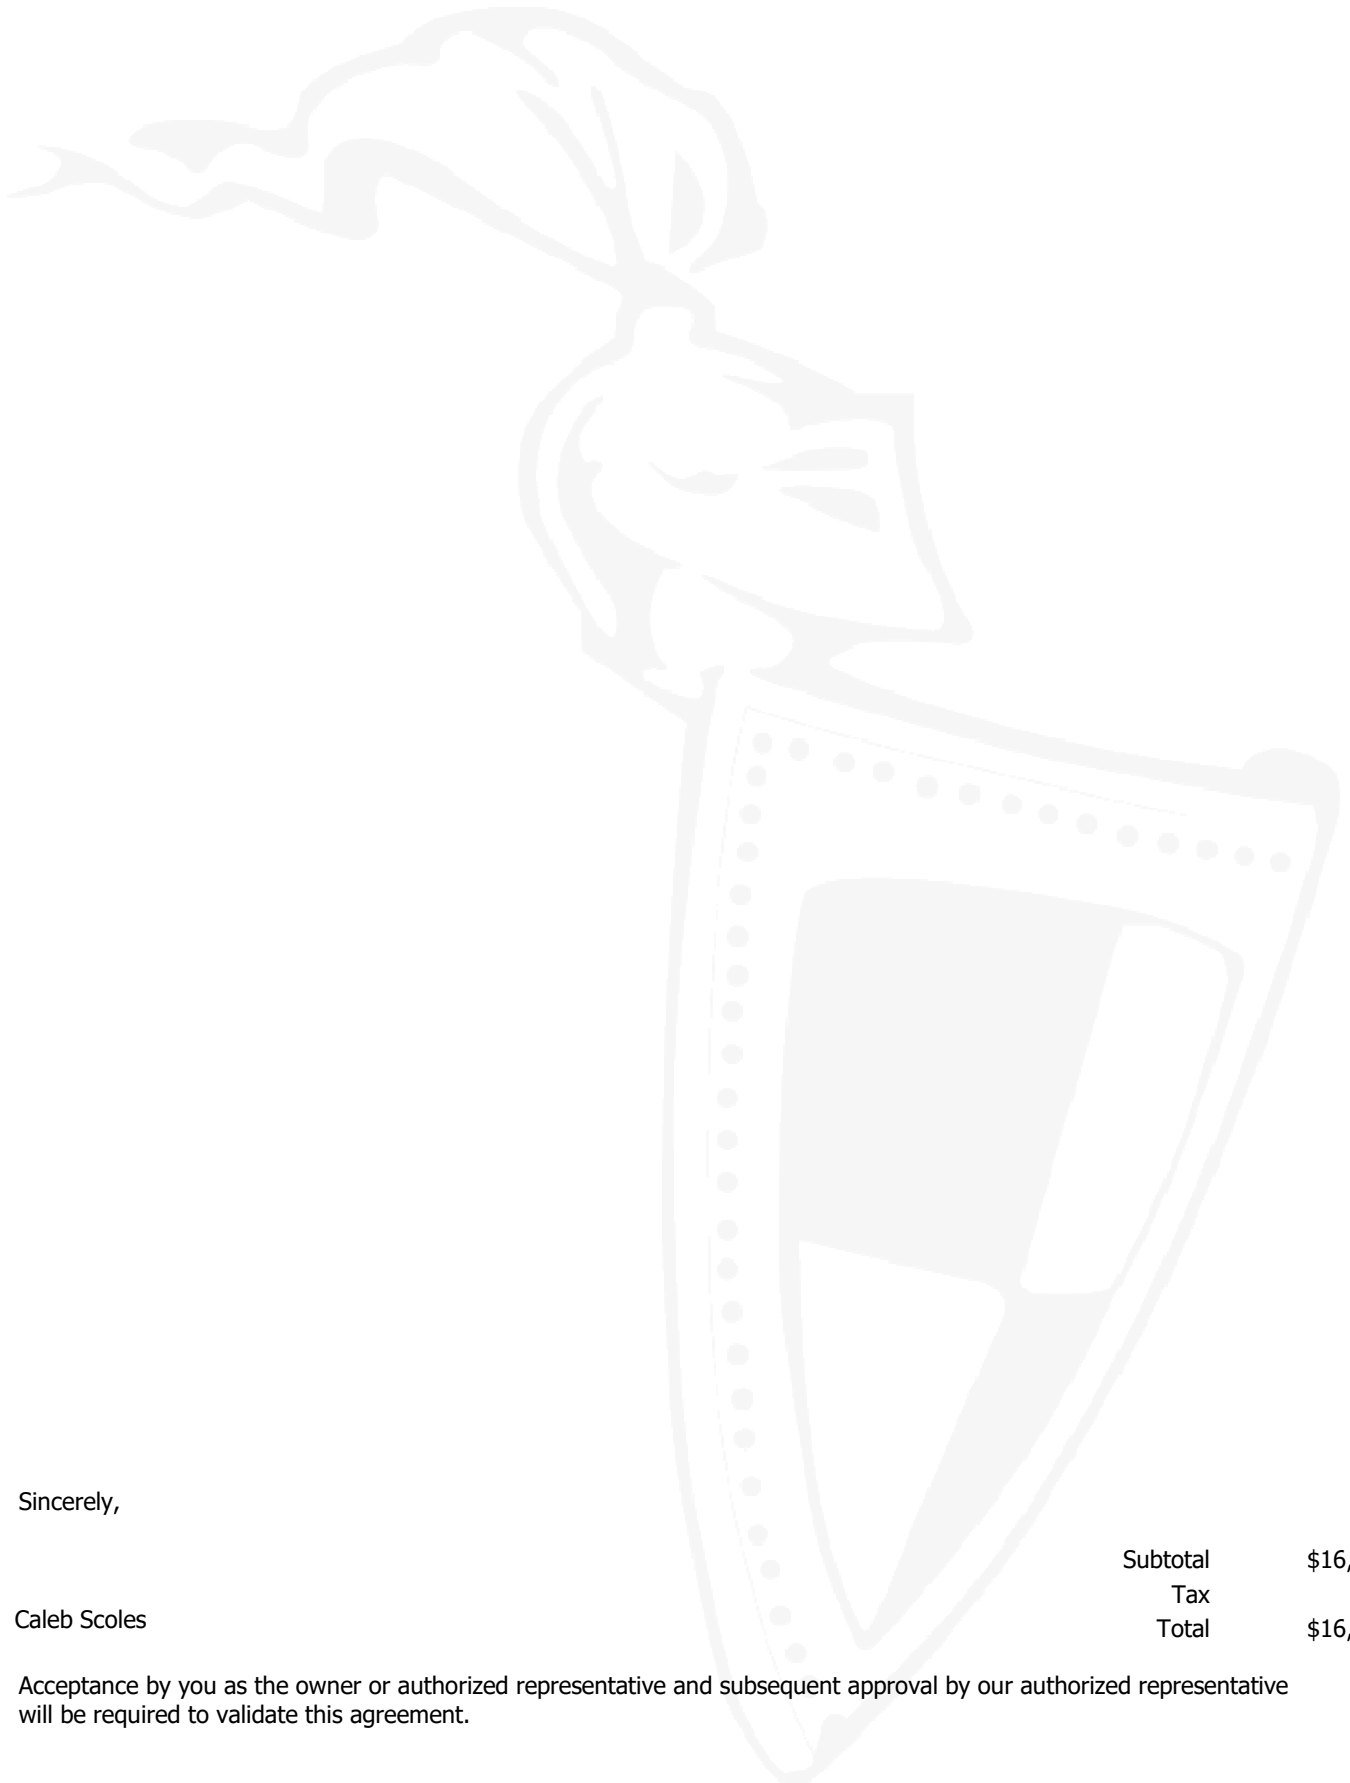 Sincerely,
Subtotal $16,
Tax
Caleb Scoles
Total $16,
Acceptance by you as the owner or authorized representative and subsequent approval by our authorized representative
will be required to validate this agreement.